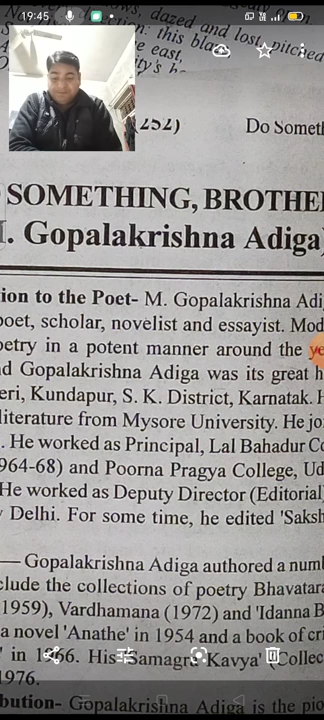 19:45
dazed and lost
pitched
this bla
e east,
ity's h
252) Do Someth
SOMETHING, BROTHE
. Gopalakrishna Adiga)
tion to the Poet- M. Gopalakrishna Adi
poet, scholar, novelist and essayist. Mod
oetry in a potent manner around the ye
nd Gopalakrishna Adiga was its great h
eri, Kundapur, S. K. District, Karnatak. H
literature from Mysore University. He jo
. He worked as Principal, Lal Bahadur Co
964-68) and Poorna Pragya College, Ud
He worked as Deputy Director (Editorial
y Delhi. For some time, he edited 'Saksh
— Gopalakrishna Adiga authored a numb
clude the collections of poetry Bhavatara
1959), Vardhamana (1972) and 'Idanna B
a novel 'Anathe' in 1954 and a book of cri
' in 1966. His 'Samagra Kavya' (Collec
1976.
bution- Gopalakrishna Adiga is the pio